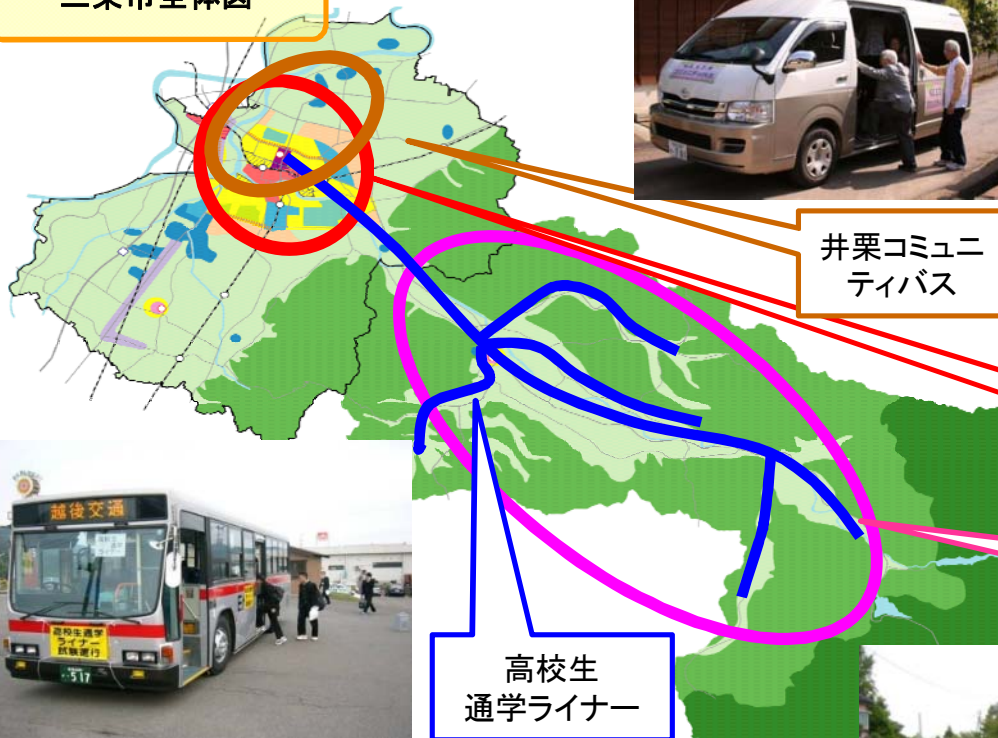 三条市全体図
井栗コミュニ
ティバス
越後交通
高校生通学
ライナー
試験運行
517
高校生
通学ライナー